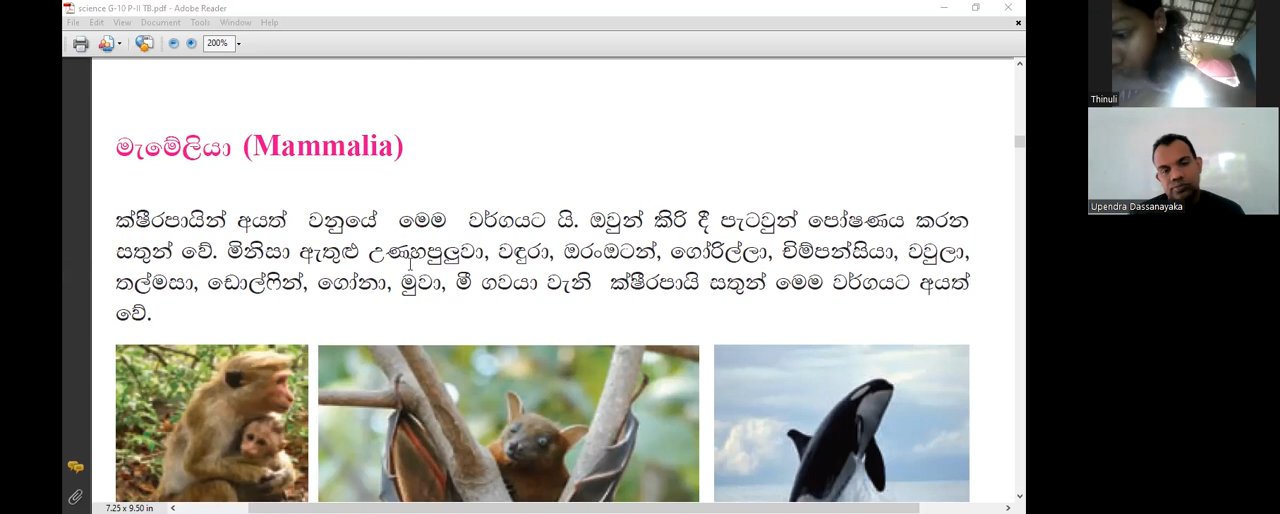 science G-10 P-II TB.pdf - Adobe Reader
File Edit View Document Tools Window Help
200%
මැමේලියා (Mammalia)
ක්ෂීරපායින් අයත් වනුයේ මෙම වර්ගයට යි. ඔවුන් කිරි දී පැටවුන් පෝෂණය කරන
සතුන් වේ. මිනිසා ඇතුළු උණහපුලුවා, වඳුරා, ඔරංඔටන්, ගෝරිල්ලා, චිම්පන්සියා, වවුලා,
තල්මසා, ඩොල්ෆින්, ගෝනා, මුවා, මී ගවයා වැනි ක්ෂීරපායි සතුන් මෙම වර්ගයට අයත්
වේ.
7.25 x 9.50 in
Thinuli
Upendra Dassanayaka